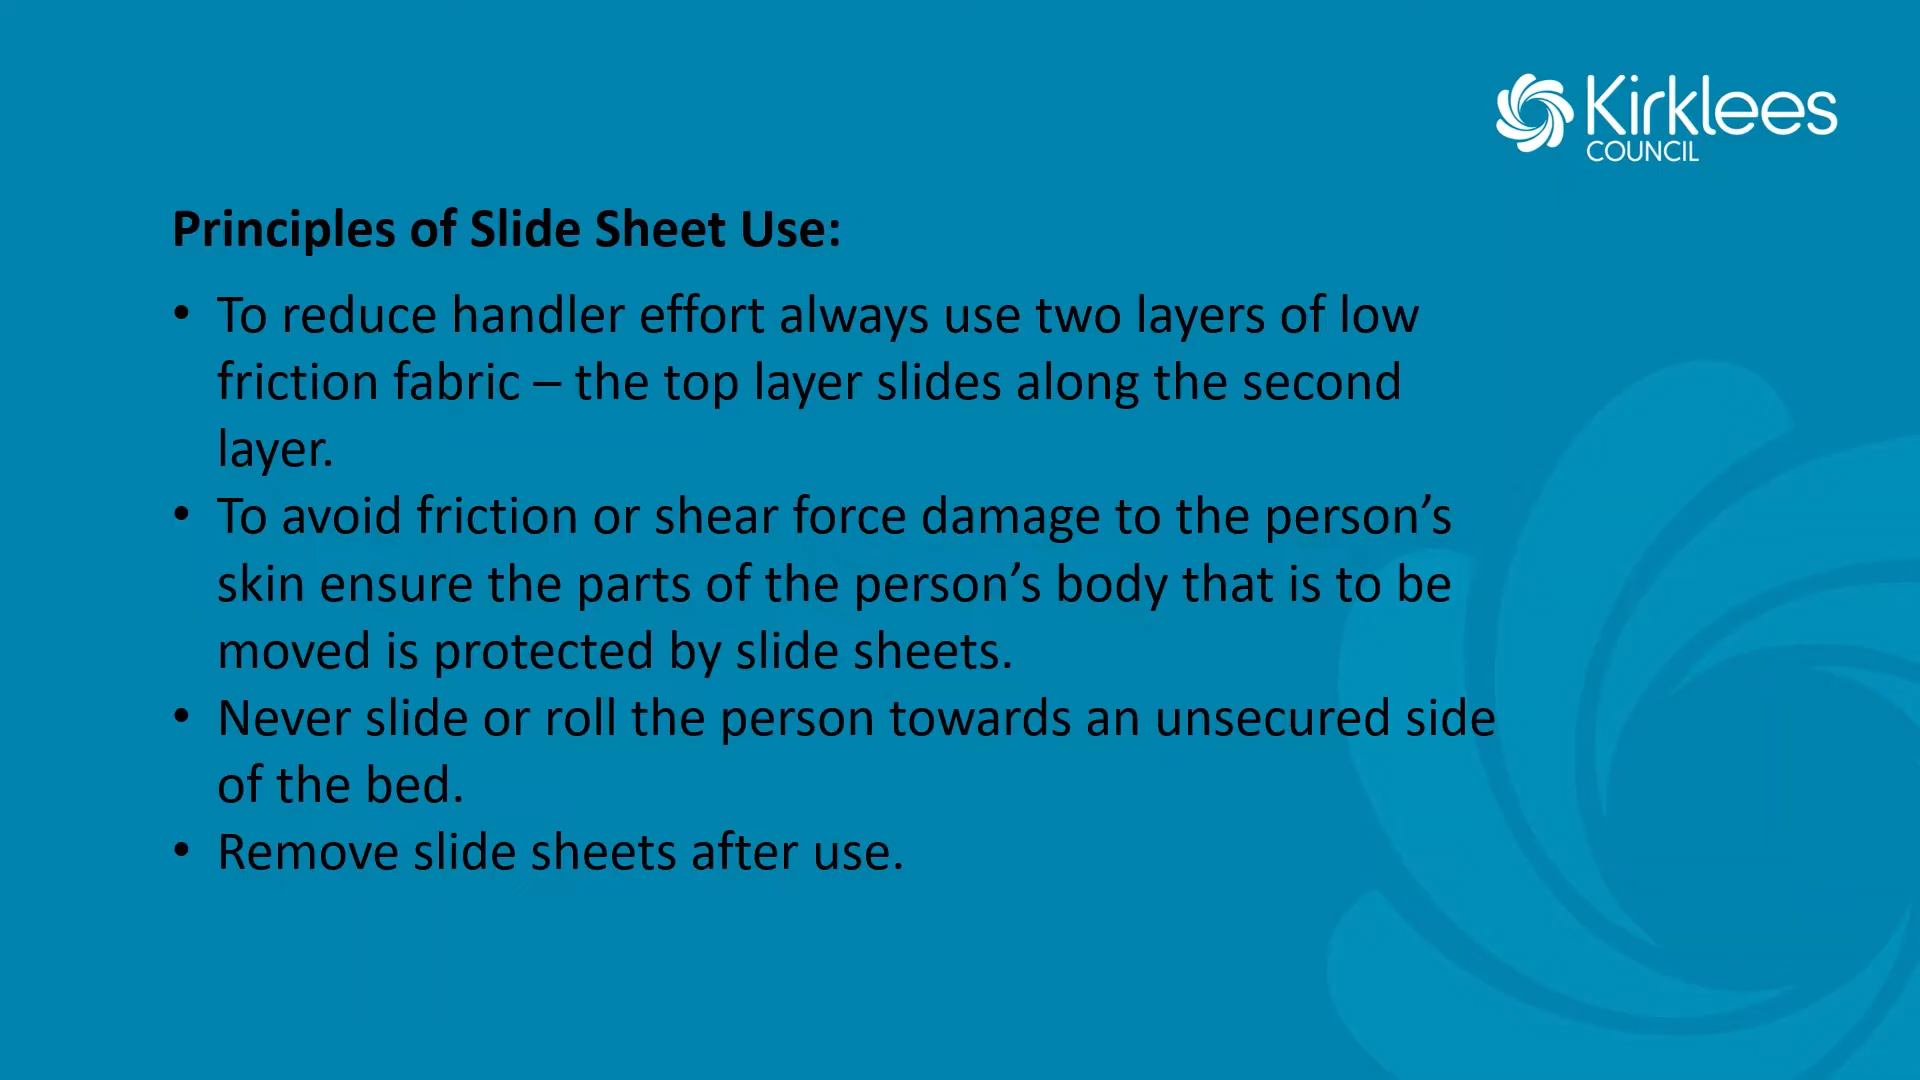 Kirklees
COUNCIL
Principles of Slide Sheet Use:
• To reduce handler effort always use two layers of low
friction fabric – the top layer slides along the second
layer.
• To avoid friction or shear force damage to the person’s
skin ensure the parts of the person’s body that is to be
moved is protected by slide sheets.
• Never slide or roll the person towards an unsecured side
of the bed.
• Remove slide sheets after use.